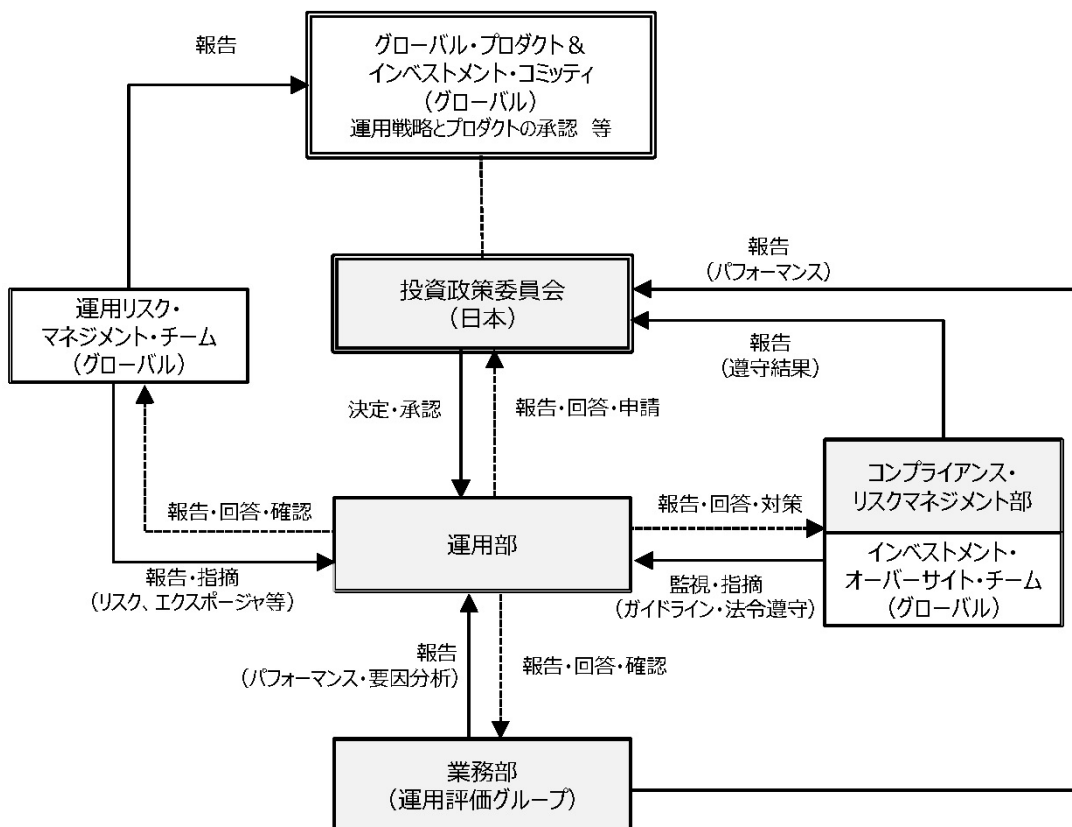 報告
グローバル・プロダクト＆
インベストメント・コミッティ
（グローバル）
運用戦略とプロダクトの承認 等
報告
（パフォーマンス）
投資政策委員会
（日本）
運用リスク・
マネジメント・チーム
（グローバル）
報告
（遵守結果）
決定・承認
報告・回答・申請
コンプライアンス・
リスクマネジメント部
報告・回答・確認
報告・回答・対策
運用部
インベストメント・
オーバーサイト・チーム
（グローバル）
報告・指摘
（リスク、エクスポージャ等）
監視・指摘
（ガイドライン・法令遵守）
報告
（パフォーマンス・要因分析）
報告・回答・確認
業務部
（運用評価グループ）